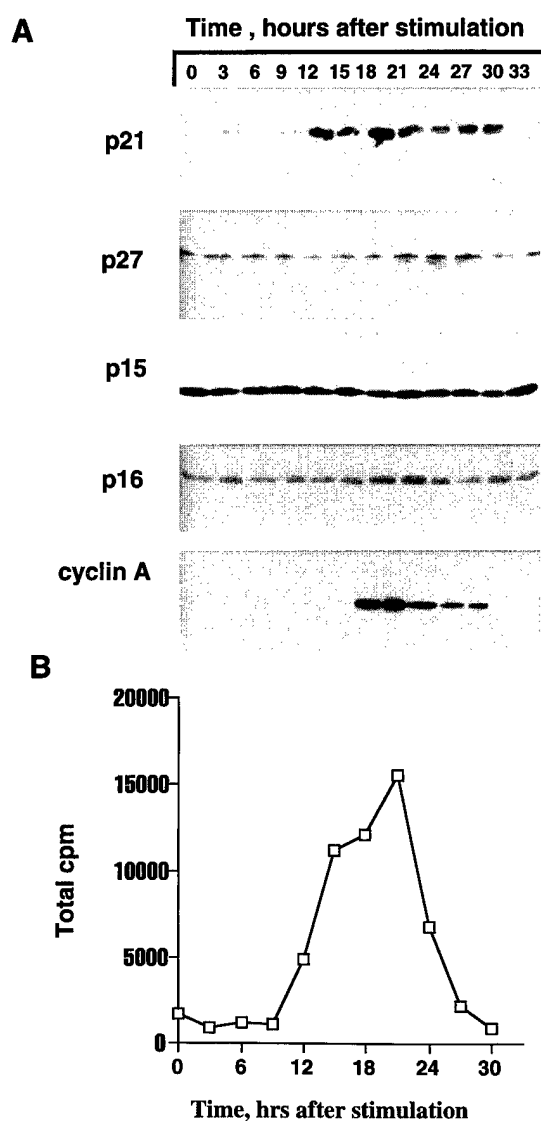 A
Time , hours after stimulation
0 3 6 9 12 15 18 21 24 27 30 33
p21
p27
p15
p16
cyclin A
B
20000
15000
10000
5000
0
Total cpm
0 6 12 18 24 30
Time, hrs after stimulation